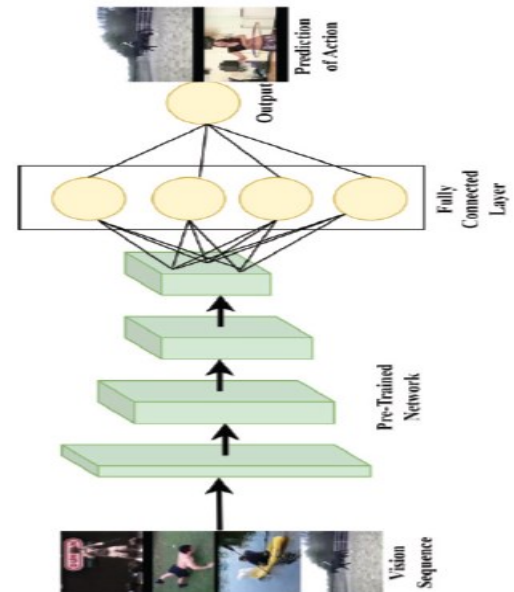 Vision
Sequence
Pre-Trained
Network
Fully
Connected
Layer
Output
Prediction
of Action